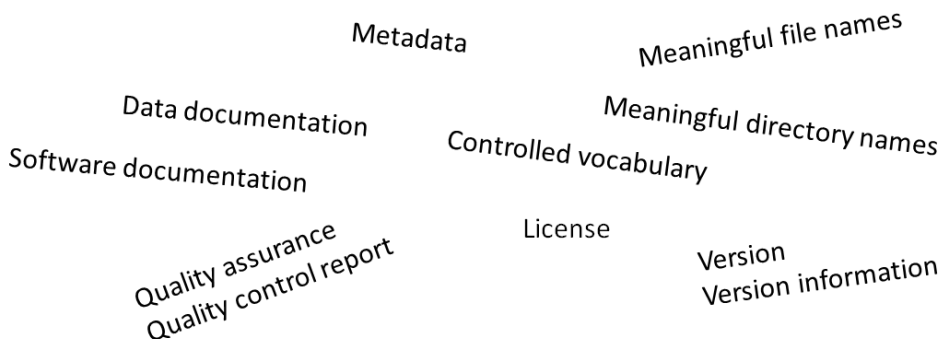 Metadata
Meaningful file names
Data documentation
Meaningful directory names
Controlled vocabulary
Software documentation
License
Quality assurance
Quality control report
Version
Version information